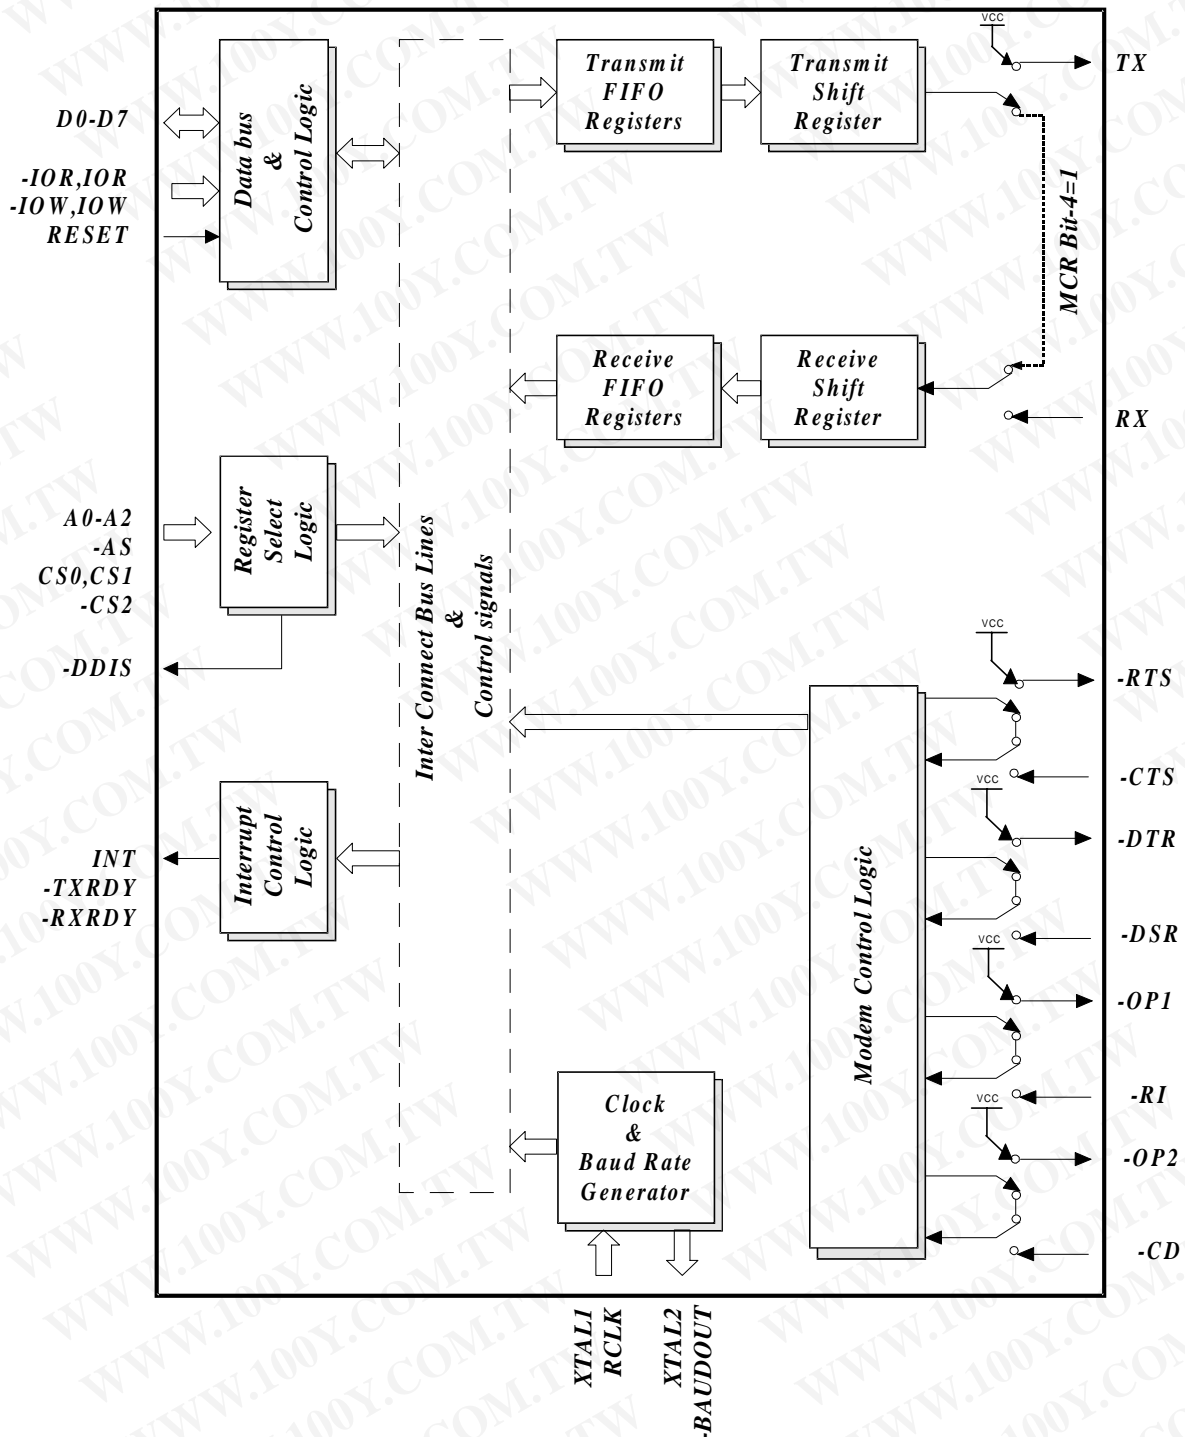 D0-D7
-IOR,IOR
-IOW,IOW
RESET
Data bus
&
Control Logic
Transmit
FIFO
Registers
Transmit
Shift
Register
VCC
TX
MCR Bit-4=1
Receive
FIFO
Registers
Receive
Shift
Register
RX
A0-A2
-AS
CS0,CS1
-CS2
-DDIS
Register
Select
Logic
Inter Connect Bus Lines
&
Control signals
INT
-TXRDY
-RXRDY
Interrupt
Control
Logic
Clock
&
Baud Rate
Generator
XTAL1
RCLK
XTAL2
-BAUDOUT
Modem Control Logic
VCC
-RTS
-CTS
VCC
-DTR
-DSR
VCC
-OP1
-RI
VCC
-OP2
-CD
WWW.100Y.COM.TW